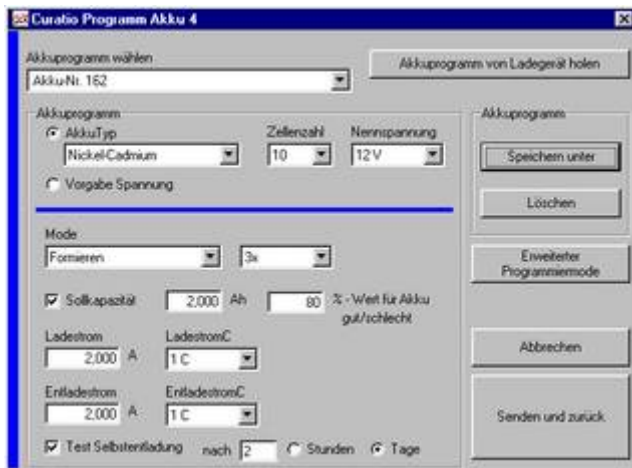 Curatio Programm Akku 4
Akkuprogramm wählen
Akku-Nr. 162
Akkuprogramm von Ladegerät holen
Akkuprogramm
AkkuTyp
Zellenzahl
Nennspannung
Nickel-Cadmium
10
12 V
Vorgabe Spannung
Akkuprogramm
Speichern unter
Löschen
Mode
Formieren
3x
Erweiterter
Programmiermode
Sollkapazität
2,000 Ah
80
% - Wert für Akku
gut/schlecht
Ladestrom
LadestromC
2,000 A
1 C
Abbrechen
Entladestrom
EntladestromC
2,000 A
1 C
Senden und zurück
Test Selbstentladung nach 2 Stunden Tage